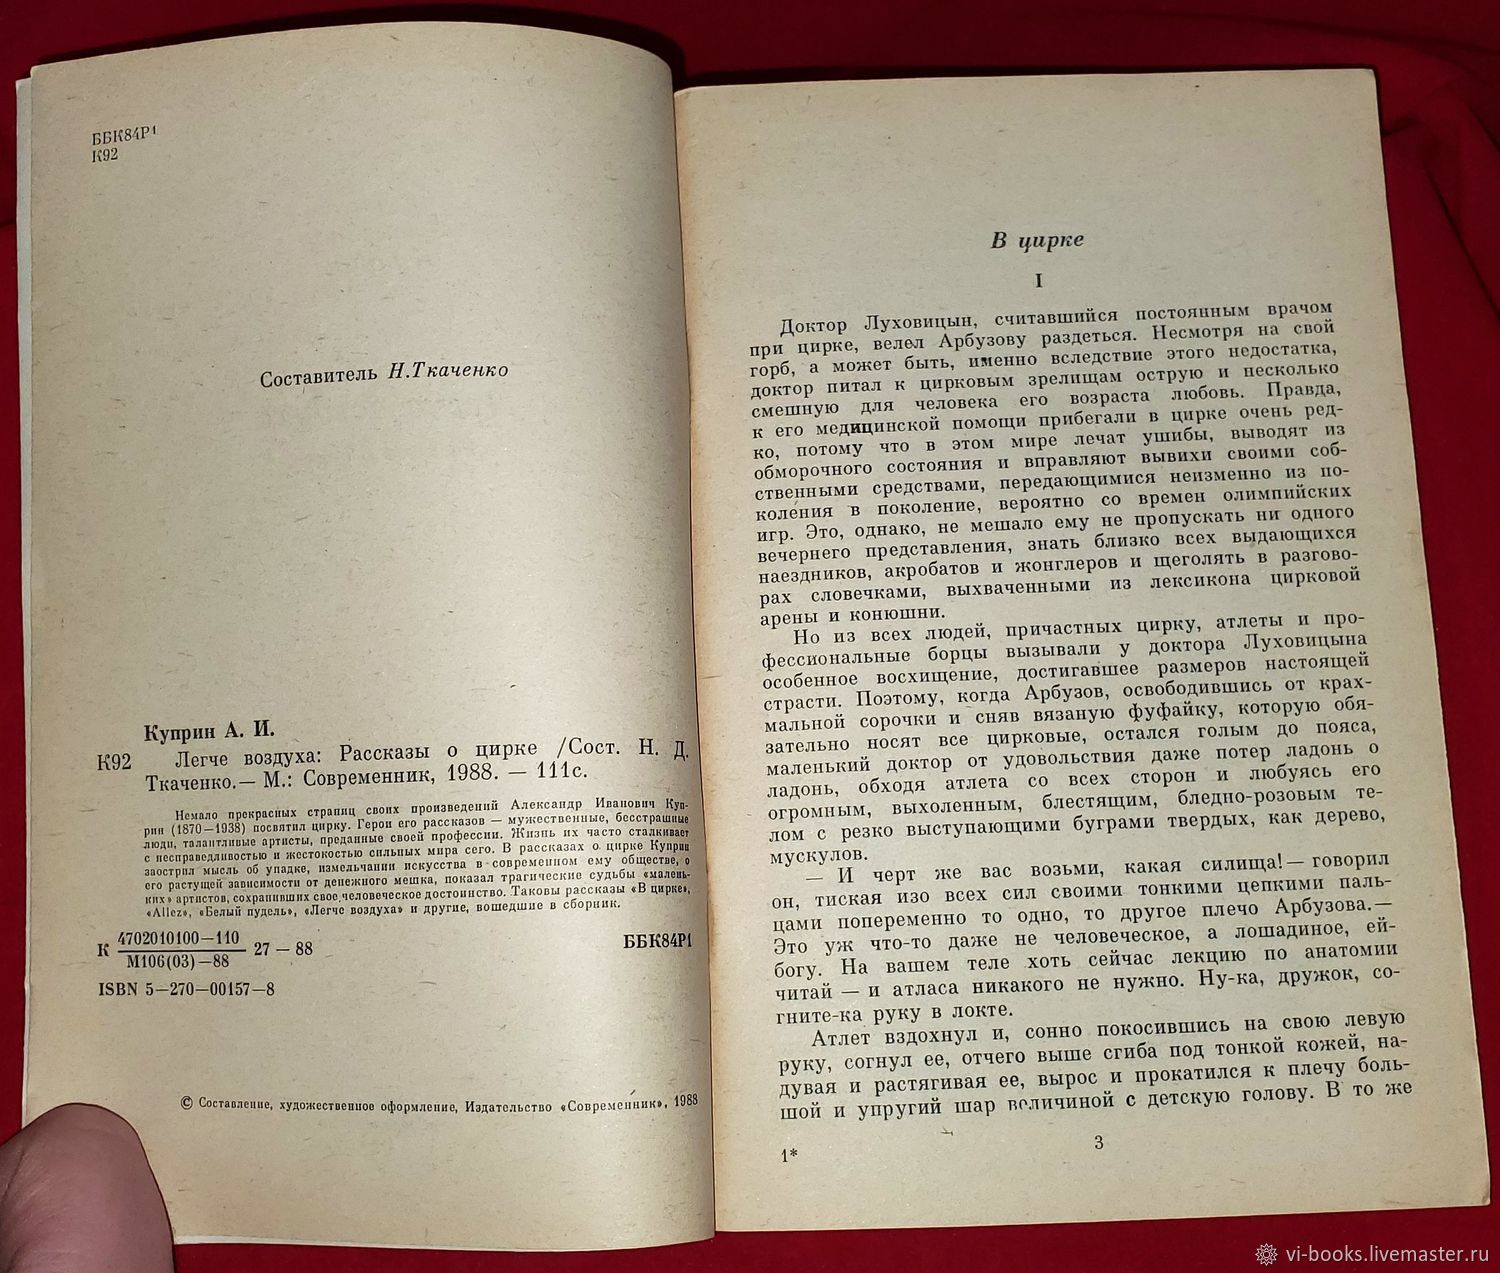 ББК84Р1
К92
Составитель Н.Ткаченко
Куприн А. И.
К92 Легче воздуха: Рассказы о цирке /Сост. Н. Д.
Ткаченко.— М.: Современник, 1988. — 111с.
Немало прекрасных страниц своих произведений Александр Иванович Куп-
рин (1870—1938) посвятил цирку. Герои его рассказов — мужественные, бесстрашные
люди, талантливые артисты, преданные своей профессии. Жизнь их часто сталкивает
с несправедливостью и жестокостью сильных мира сего. В рассказах о цирке Куприн
заострил мысль об упадке, измельчании искусства в современном ему обществе, о
его растущей зависимости от денежного мешка, показал трагические судьбы «малень-
ких» артистов, сохранивших свое человеческое достоинство. Таковы рассказы «В цирке»,
«Allez», «Белый пудель», «Легче воздуха» и другие, вошедшие в сборник.
К 4702010100—110
М106(03)—88 27 — 88
ББК84Р1
ISBN 5—270—00157—8
© Составление, художественное оформление, Издательство «Современник», 1988
В цирке
I
Доктор Луховицын, считавшийся постоянным врачом
при цирке, велел Арбузову раздеться. Несмотря на свой
горб, а может быть, именно вследствие этого недостатка,
доктор питал к цирковым зрелищам острую и несколько
смешную для человека его возраста любовь. Правда,
к его медицинской помощи прибегали в цирке очень ред-
ко, потому что в этом мире лечат ушибы, выводят из
обморочного состояния и вправляют вывихи своими соб-
ственными средствами, передающимися неизменно из по-
коления в поколение, вероятно со времен олимпийских
игр. Это, однако, не мешало ему не пропускать ни одного
вечернего представления, знать близко всех выдающихся
наездников, акробатов и жонглеров и щеголять в разгово-
рах словечками, выхваченными из лексикона цирковой
арены и конюшни.
Но из всех людей, причастных цирку, атлеты и про-
фессиональные борцы вызывали у доктора Луховицына
особенное восхищение, достигавшее размеров настоящей
страсти. Поэтому, когда Арбузов, освободившись от крах-
мальной сорочки и сняв вязаную фуфайку, которую обя-
зательно носят все цирковые, остался голым до пояса,
маленький доктор от удовольствия даже потер ладонь о
ладонь, обходя атлета со всех сторон и любуясь его
огромным, выхоленным, блестящим, бледно-розовым те-
лом с резко выступающими буграми твердых, как дерево,
мускулов.
— И черт же вас возьми, какая силища!— говорил
он, тиская изо всех сил своими тонкими цепкими паль-
цами попеременно то одно, то другое плечо Арбузова.—
Это уж что-то даже не человеческое, а лошадиное, ей-
богу. На вашем теле хоть сейчас лекцию по анатомии
читай — и атласа никакого не нужно. Ну-ка, дружок, со-
гните-ка руку в локте.
Атлет вздохнул и, сонно покосившись на свою левую
руку, согнул ее, отчего выше сгиба под тонкой кожей, на-
дувая и растягивая ее, вырос и прокатился к плечу боль-
шой и упругий шар величиной с детскую голову. В то же
1*
3
vi-books.livemaster.ru